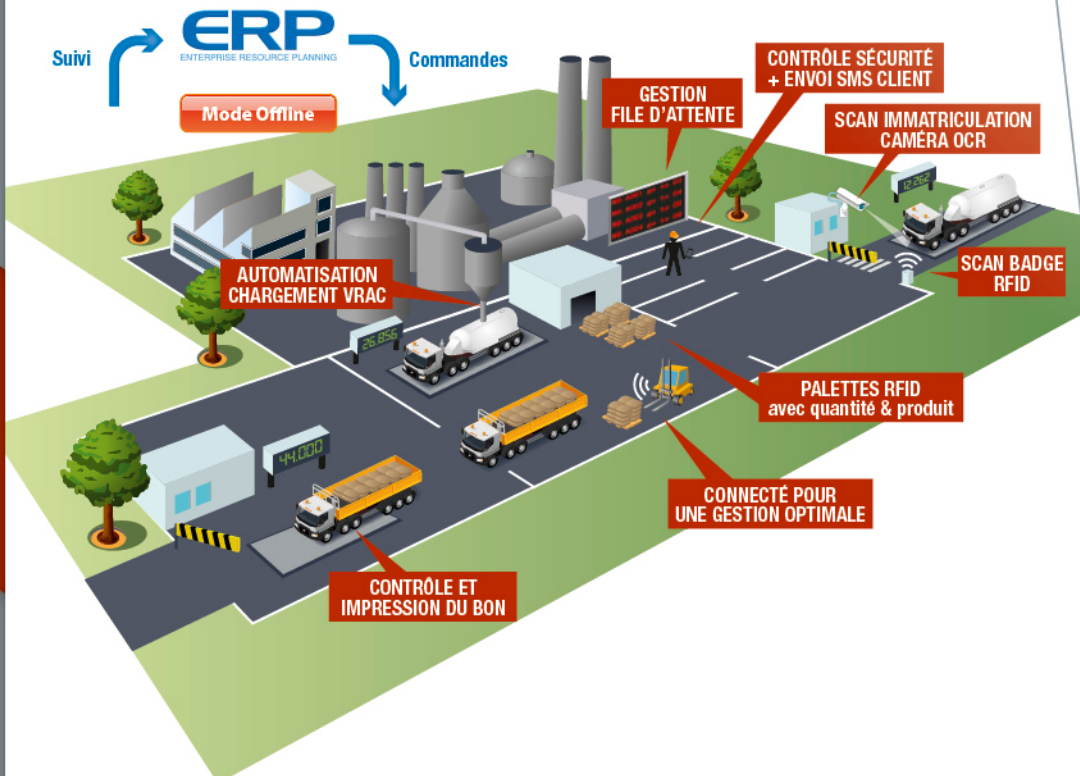 Suivi
ERP
ENTERPRISE RESOURCE PLANNING
Commandes
Mode Offline
GESTION
FILE D'ATTENTE
CONTRÔLE SÉCURITÉ
+ ENVOI SMS CLIENT
SCAN IMMATRICULATION
CAMÉRA OCR
12262
SCAN BADGE
RFID
AUTOMATISATION
CHARGEMENT VRAC
26.856
PALETTES RFID
avec quantité & produit
44.000
CONNECTÉ POUR
UNE GESTION OPTIMALE
CONTRÔLE ET
IMPRESSION DU BON